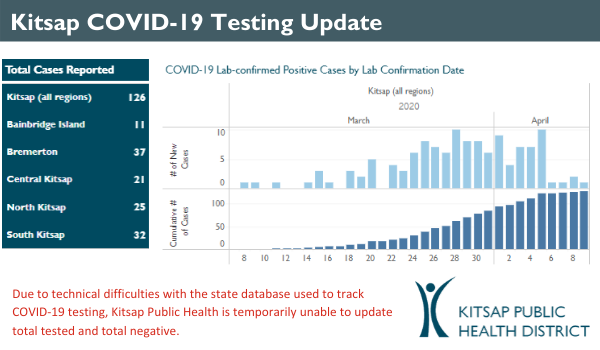 Kitsap COVID-19 Testing Update
Total Cases Reported
Kitsap (all regions) 126
Bainbridge Island 11
Bremerton 37
Central Kitsap 21
North Kitsap 25
South Kitsap 32
COVID-19 Lab-confirmed Positive Cases by Lab Confirmation Date
Kitsap (all regions)
2020
March April
# of New
Cases
10
5
0
Cumulative #
of Cases
100
50
0
8 10 12 14 16 18 20 22 24 26 28 30 2 4 6 8
Due to technical difficulties with the state database used to track
COVID-19 testing, Kitsap Public Health is temporarily unable to update
total tested and total negative.
KITSAP PUBLIC
HEALTH DISTRICT